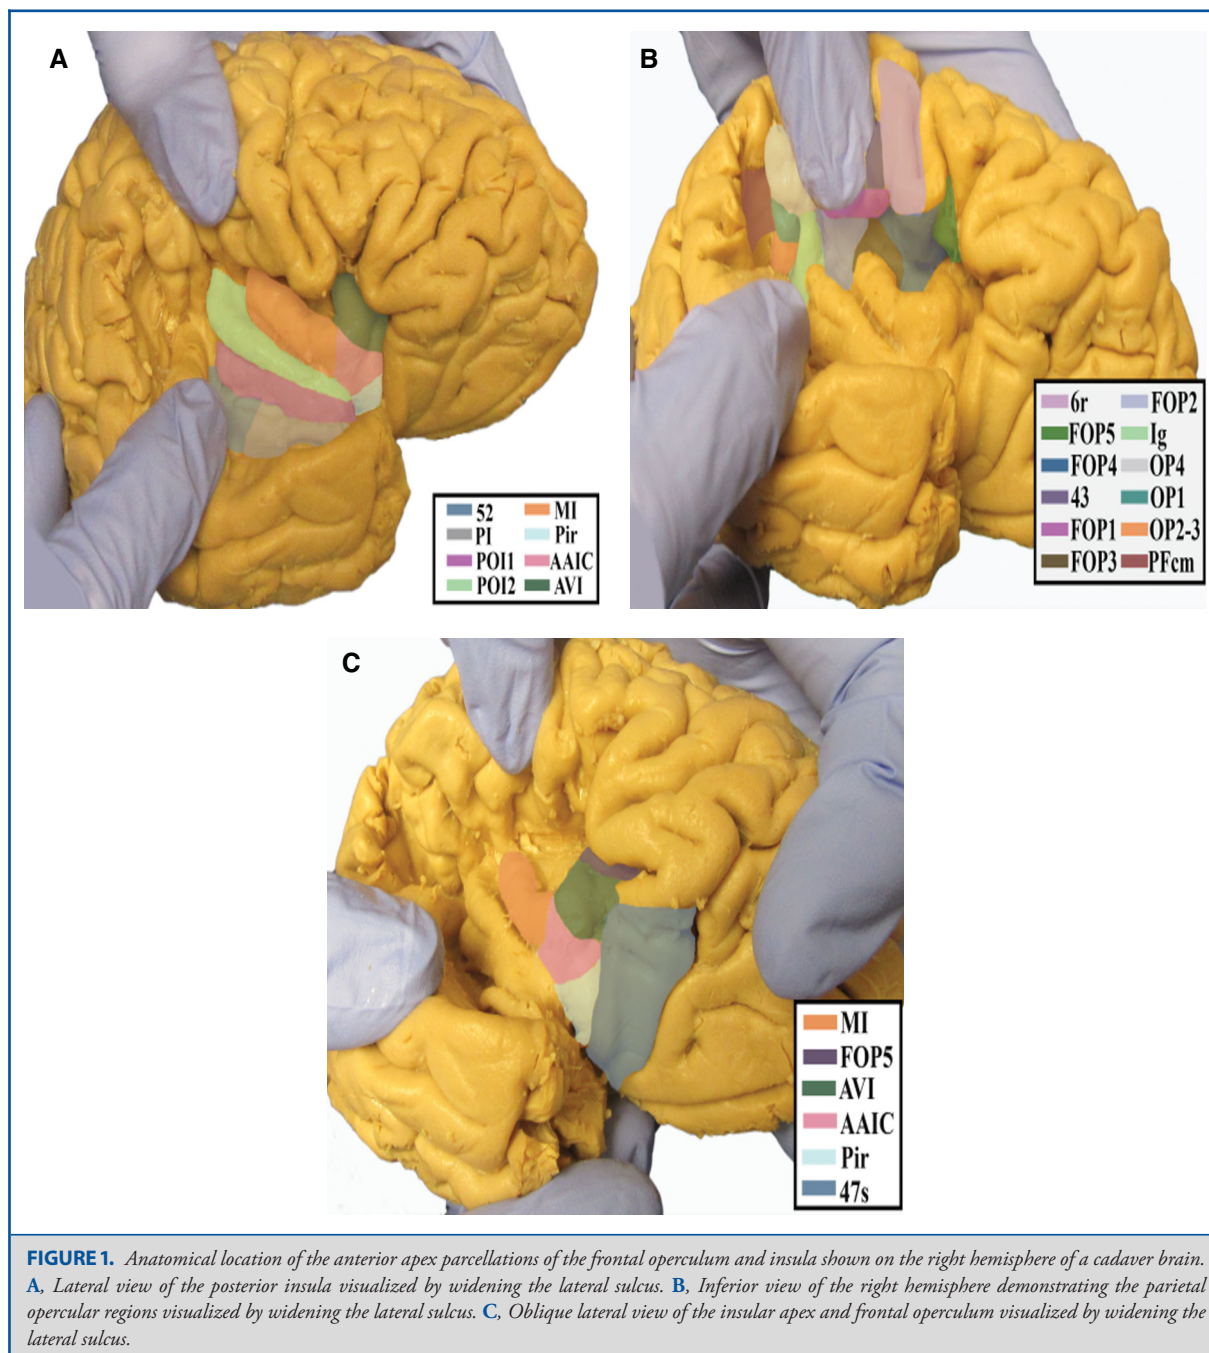 A
52 MI
PI Pir
POI1 AAIC
POI2 AVI
B
6r FOP2
FOP5 Ig
FOP4 OP4
43 OP1
FOP1 OP2-3
FOP3 PFcm
C
MI
FOP5
AVI
AAIC
Pir
47s
FIGURE 1. Anatomical location of the anterior apex parcellations of the frontal operculum and insula shown on the right hemisphere of a cadaver brain.
A, Lateral view of the posterior insula visualized by widening the lateral sulcus. B, Inferior view of the right hemisphere demonstrating the parietal
opercular regions visualized by widening the lateral sulcus. C, Oblique lateral view of the insular apex and frontal operculum visualized by widening the
lateral sulcus.